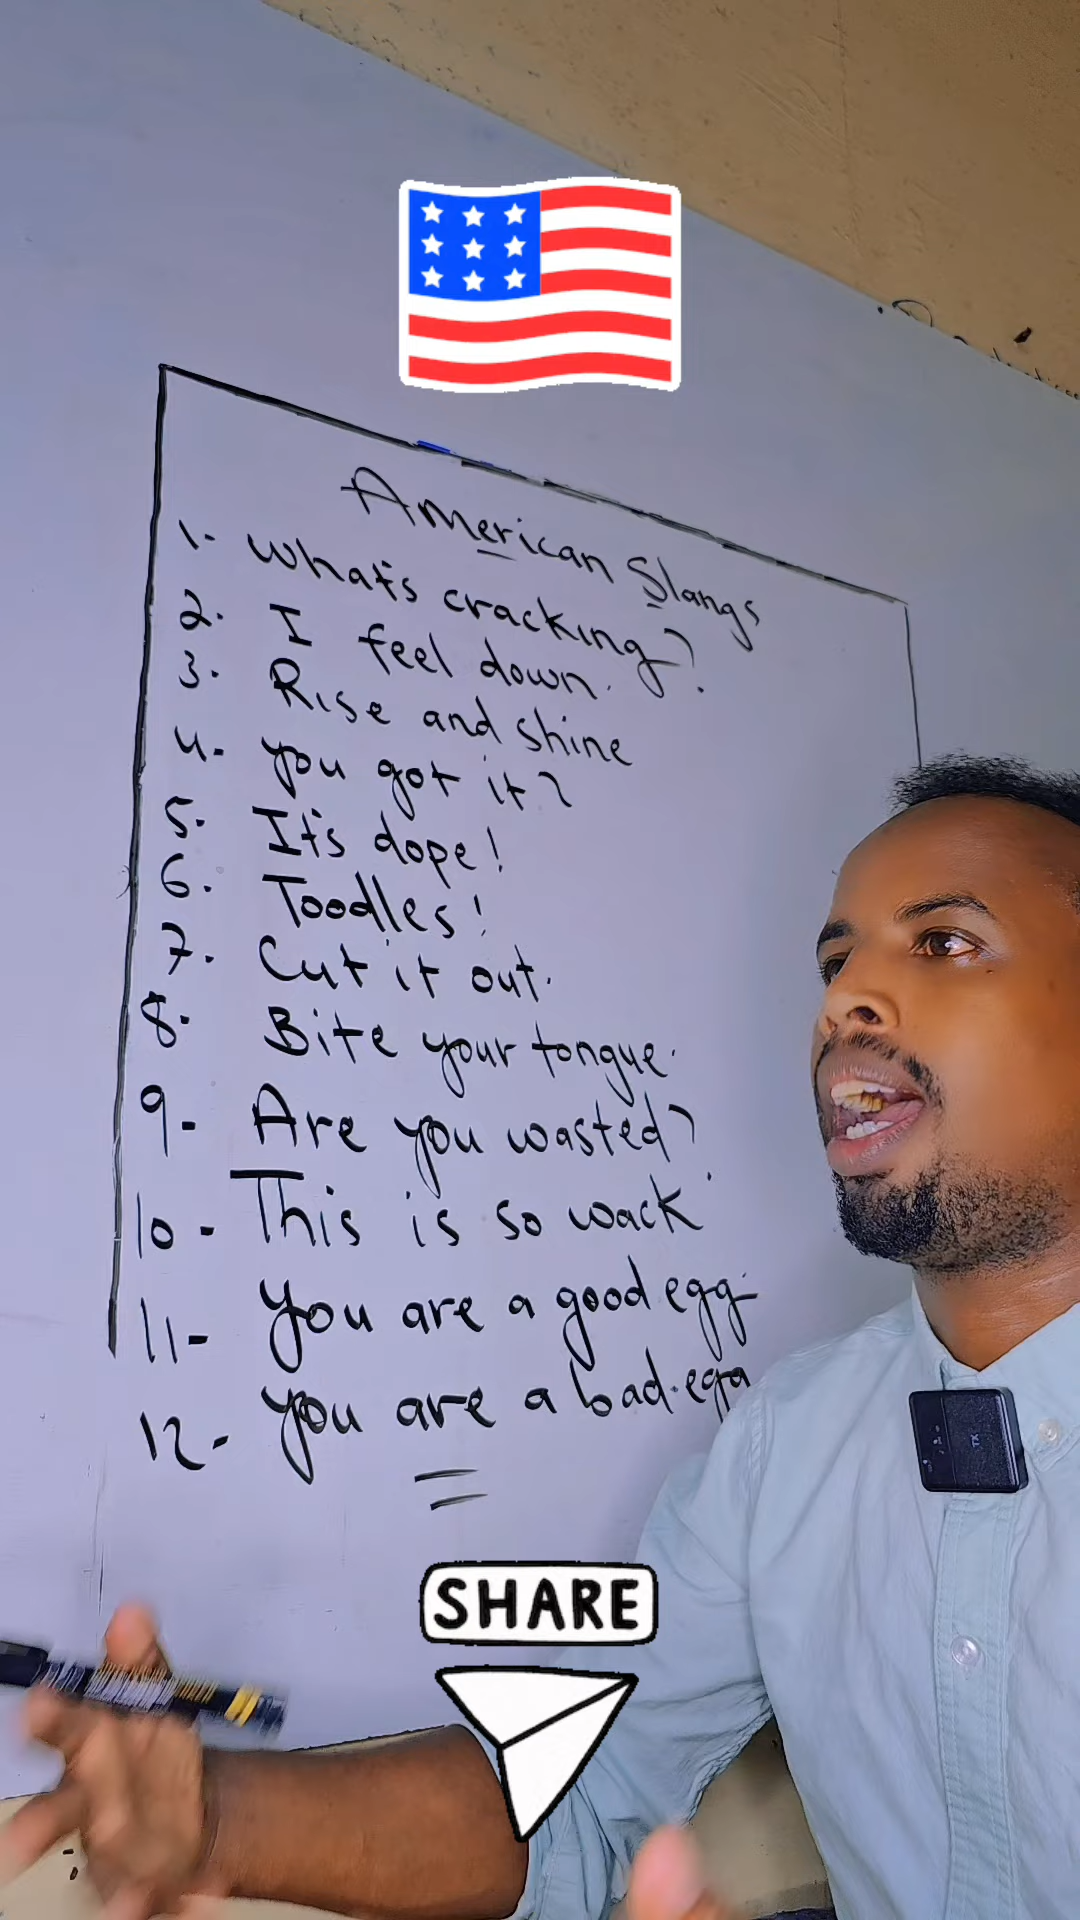 American Slangs
1- whats cracking?
2. I feel down.
3. Rise and shine
4. you got it?
5. It's dope!
6. Toodles!
7. Cut it out.
8. Bite your tongue.
9- Are you wasted?
10- This is so wack
11- You are a good egg.
12- you are a bad egg
TX
SHARE